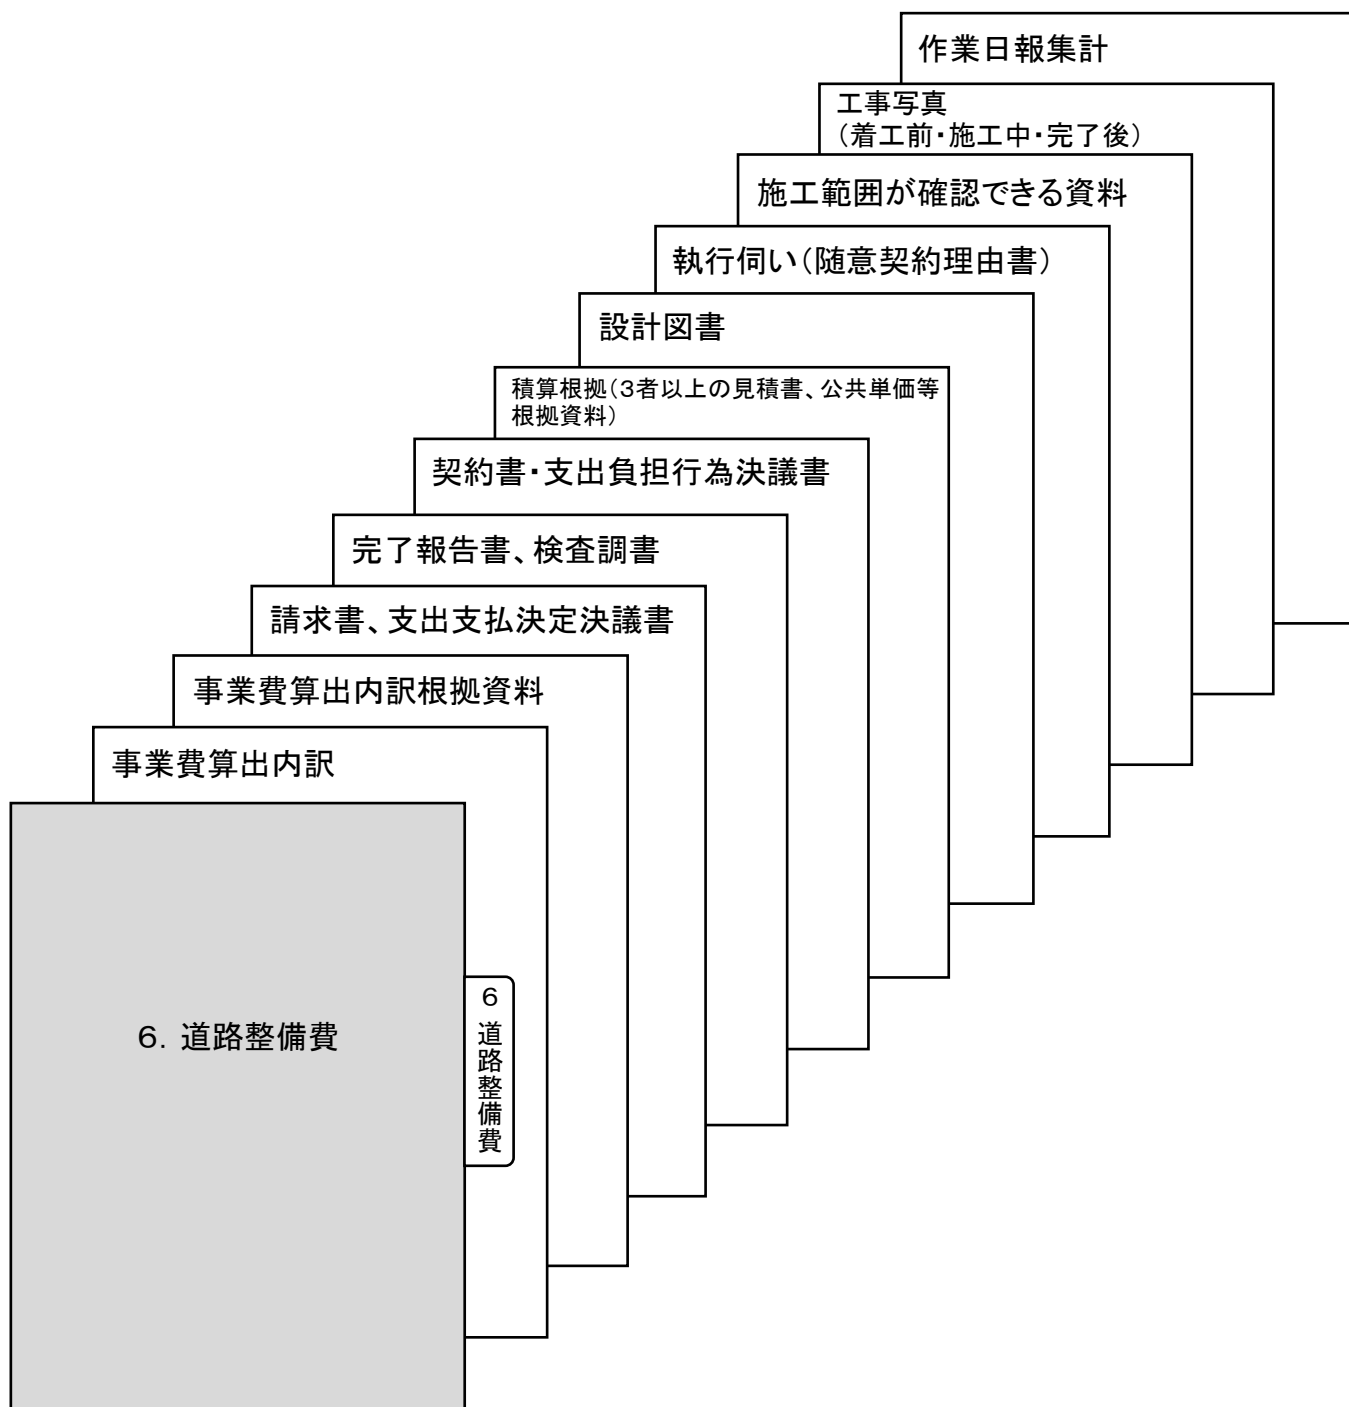 作業日報集計
工事写真
（着工前・施工中・完了後）
施工範囲が確認できる資料
執行伺い（随意契約理由書）
設計図書
積算根拠（3者以上の見積書、公共単価等
根拠資料）
契約書・支出負担行為決議書
完了報告書、検査調書
請求書、支出支払決定決議書
事業費算出内訳根拠資料
事業費算出内訳
6．道路整備費
6 道路整備費